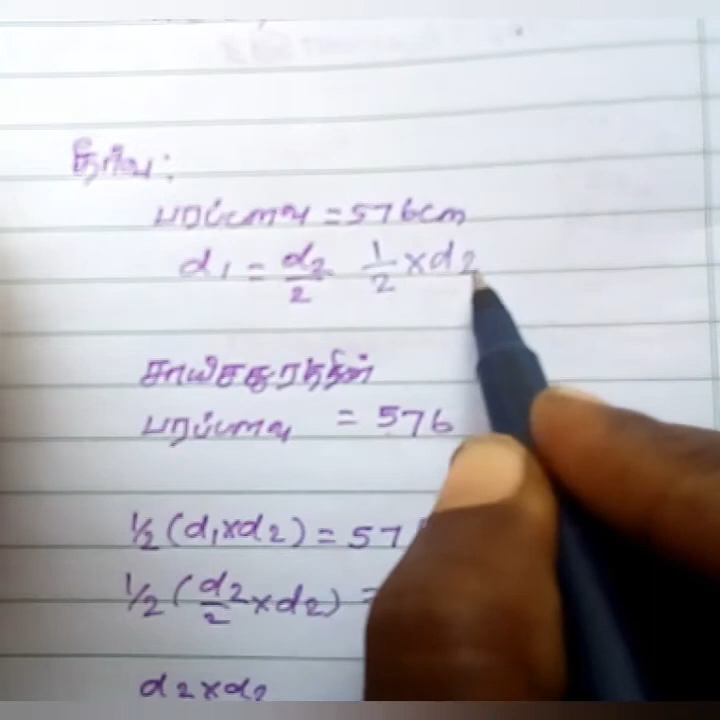 தீர்வு:
பரப்பளவு = 576cm
d1 = d2/2 1/2 × d2
சாய்சதுரத்தின்
பரப்பளவு = 576
1/2 (d1xd2) = 57
1/2 (d2/2 xd2) =
d2xd2